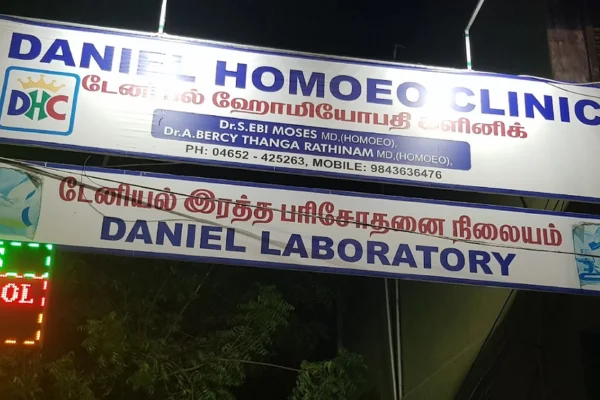 DANIEL HOMOEO CLINIC
DHC
டேனியல் ஹோமியோபதி கிளினிக்
Dr.S.EBI MOSES MD,(HOMOEO),
Dr.A.BERCY THANGA RATHINAM MD,(HOMOEO),
PH: 04652 - 425263, MOBILE: 9843636476
டேனியல் இரத்த பரிசோதனை நிலையம்
DANIEL LABORATORY
OL